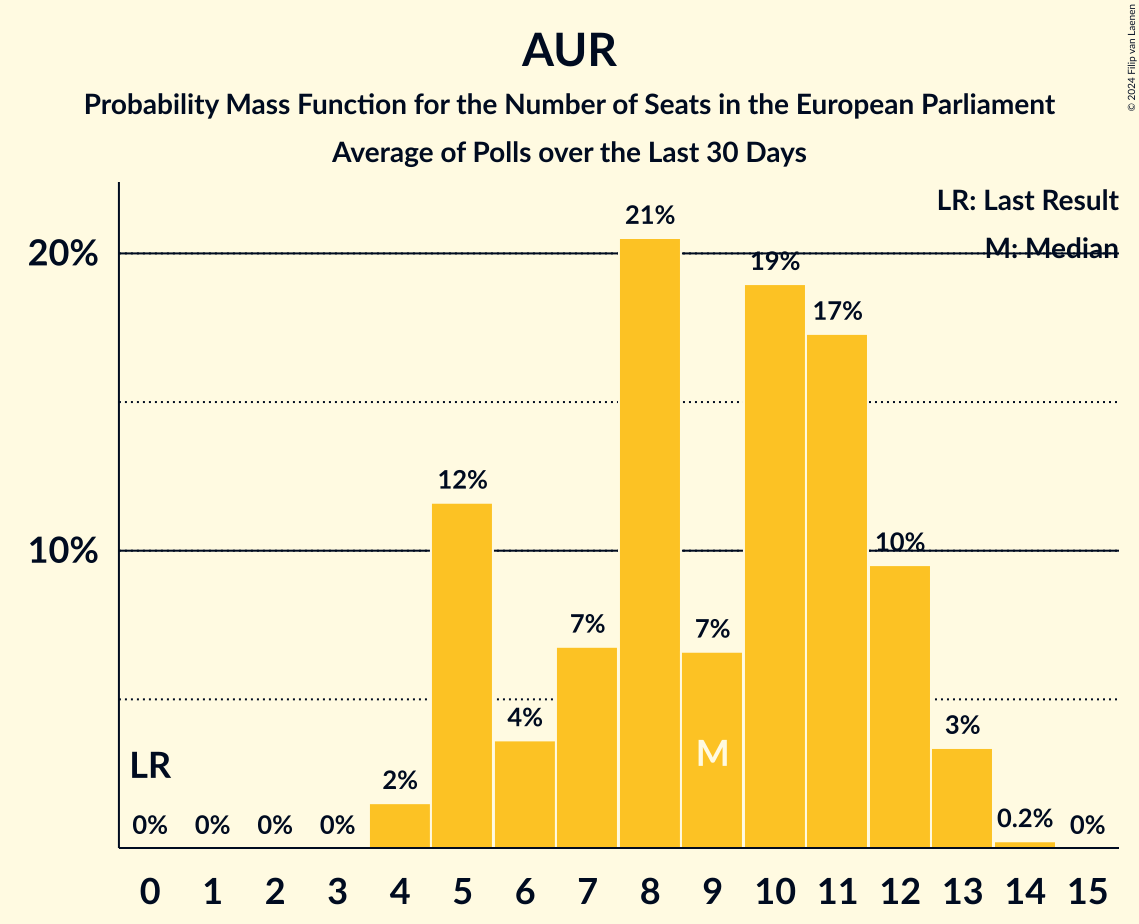 AUR
Probability Mass Function for the Number of Seats in the European Parliament
Average of Polls over the Last 30 Days
© 2024 Filip van Laenen
LR: Last Result
M: Median
20%
10%
21%
19%
17%
12%
10%
7%
7%
4%
3%
2%
0.2%
0%
0%
0%
0%
0%
LR
M
0 1 2 3 4 5 6 7 8 9 10 11 12 13 14 15